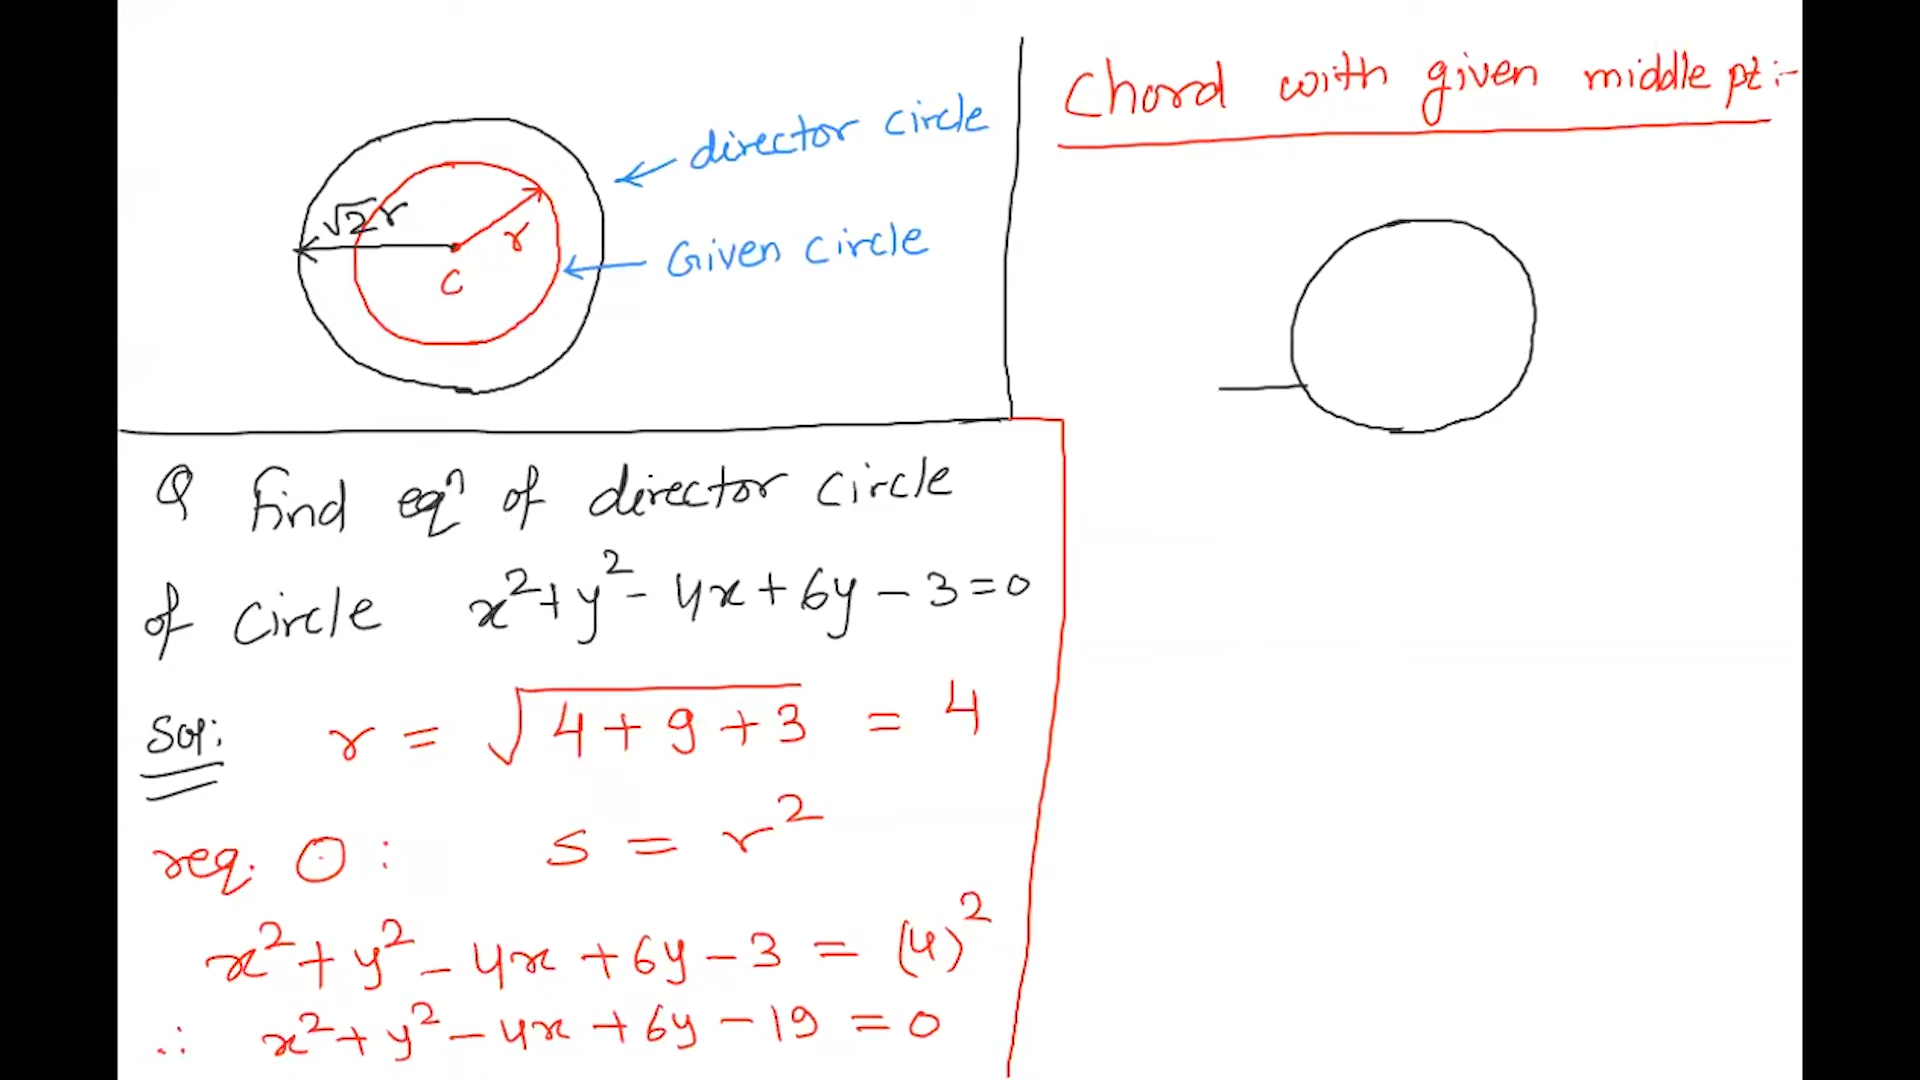 director circle
√2 r
r
C
Given circle
Q Find eqⁿ of director circle
of circle x² + y² - 4x + 6y - 3 = 0
Solⁿ: r = √(4 + 9 + 3) = 4
req. ⊙ : S = r²
x² + y² - 4x + 6y - 3 = (4)²
∴ x² + y² - 4x + 6y - 19 = 0
Chord with given middle pt :-